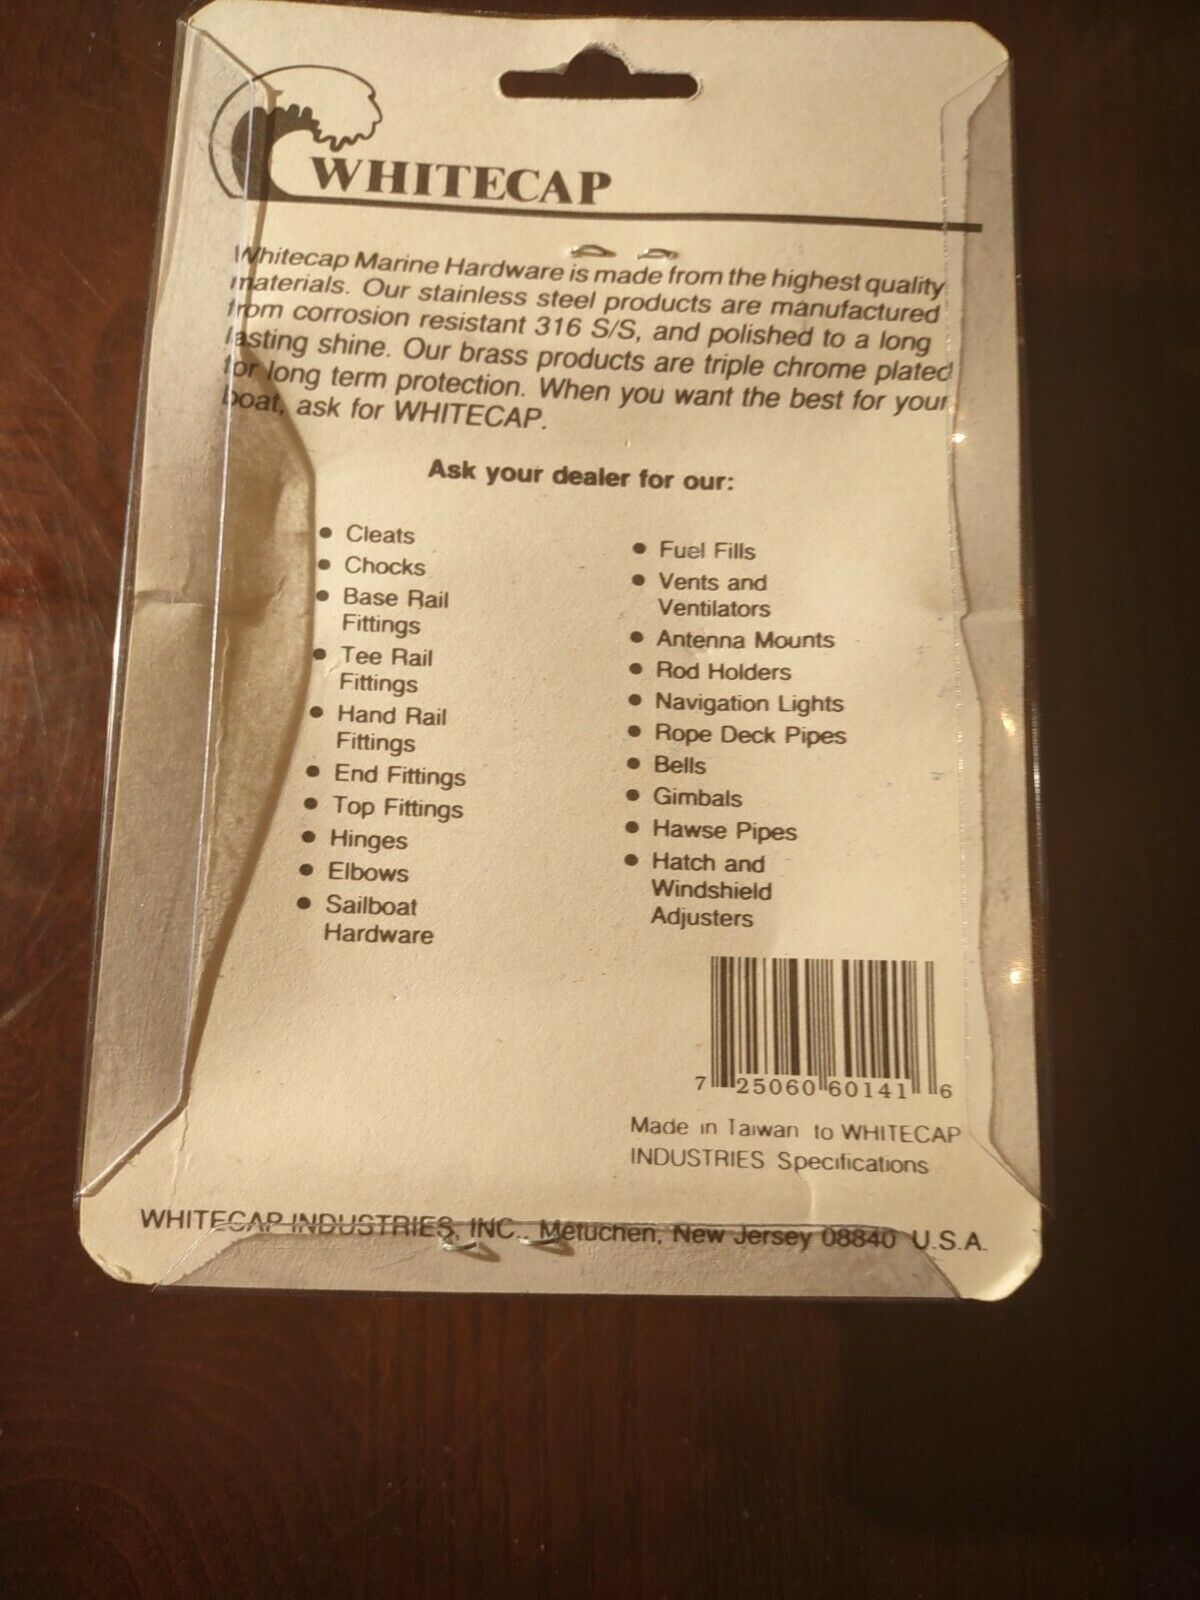 WHITECAP
Whitecap Marine Hardware is made from the highest quality
materials. Our stainless steel products are manufactured
from corrosion resistant 316 S/S, and polished to a long
lasting shine. Our brass products are triple chrome plated
for long term protection. When you want the best for your
boat, ask for WHITECAP.
Ask your dealer for our:
• Cleats
• Chocks
• Base Rail
Fittings
• Tee Rail
Fittings
• Hand Rail
Fittings
• End Fittings
• Top Fittings
• Hinges
• Elbows
• Sailboat
Hardware
• Fuel Fills
• Vents and
Ventilators
• Antenna Mounts
• Rod Holders
• Navigation Lights
• Rope Deck Pipes
• Bells
• Gimbals
• Hawse Pipes
• Hatch and
Windshield
Adjusters
7 25060 60141 6
Made in Taiwan to WHITECAP
INDUSTRIES Specifications
WHITECAP INDUSTRIES, INC., Metuchen, New Jersey 08840 U.S.A.